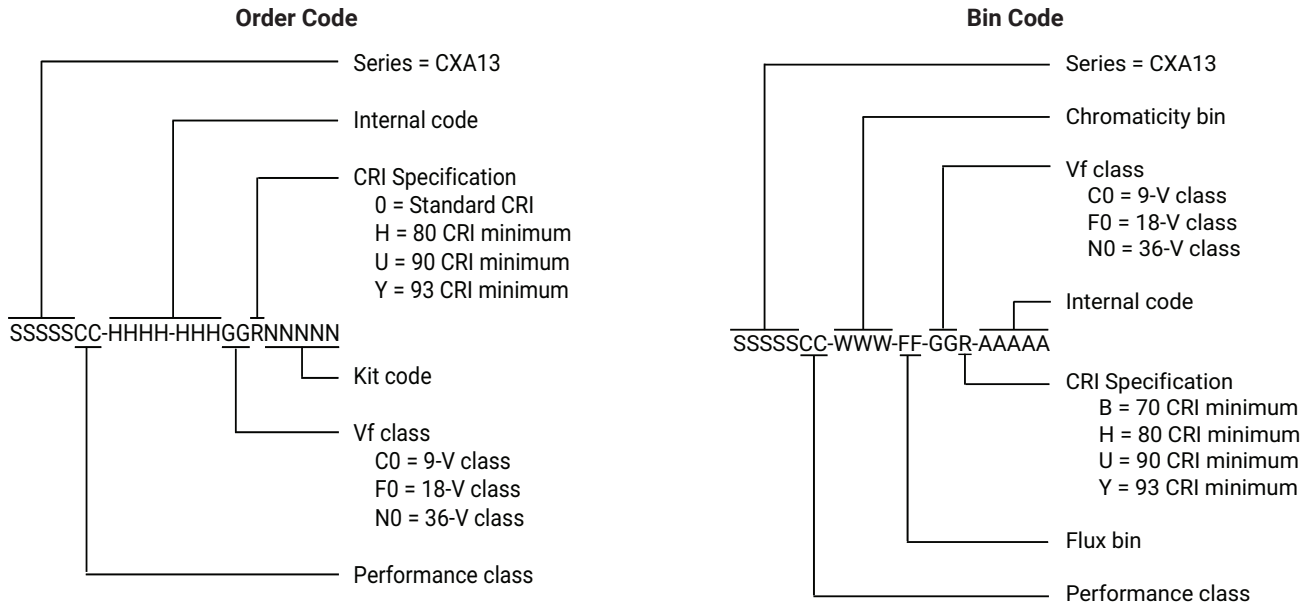 Order Code
Series = CXA13
Internal code
CRI Specification
0 = Standard CRI
H = 80 CRI minimum
U = 90 CRI minimum
Y = 93 CRI minimum
SSSSSCC-HHHH-HHHGGRNNNNN
Kit code
Vf class
C0 = 9-V class
F0 = 18-V class
N0 = 36-V class
Performance class
Bin Code
Series = CXA13
Chromaticity bin
Vf class
C0 = 9-V class
F0 = 18-V class
N0 = 36-V class
Internal code
SSSSSCC-WWW-FF-GGR-AAAAA
CRI Specification
B = 70 CRI minimum
H = 80 CRI minimum
U = 90 CRI minimum
Y = 93 CRI minimum
Flux bin
Performance class